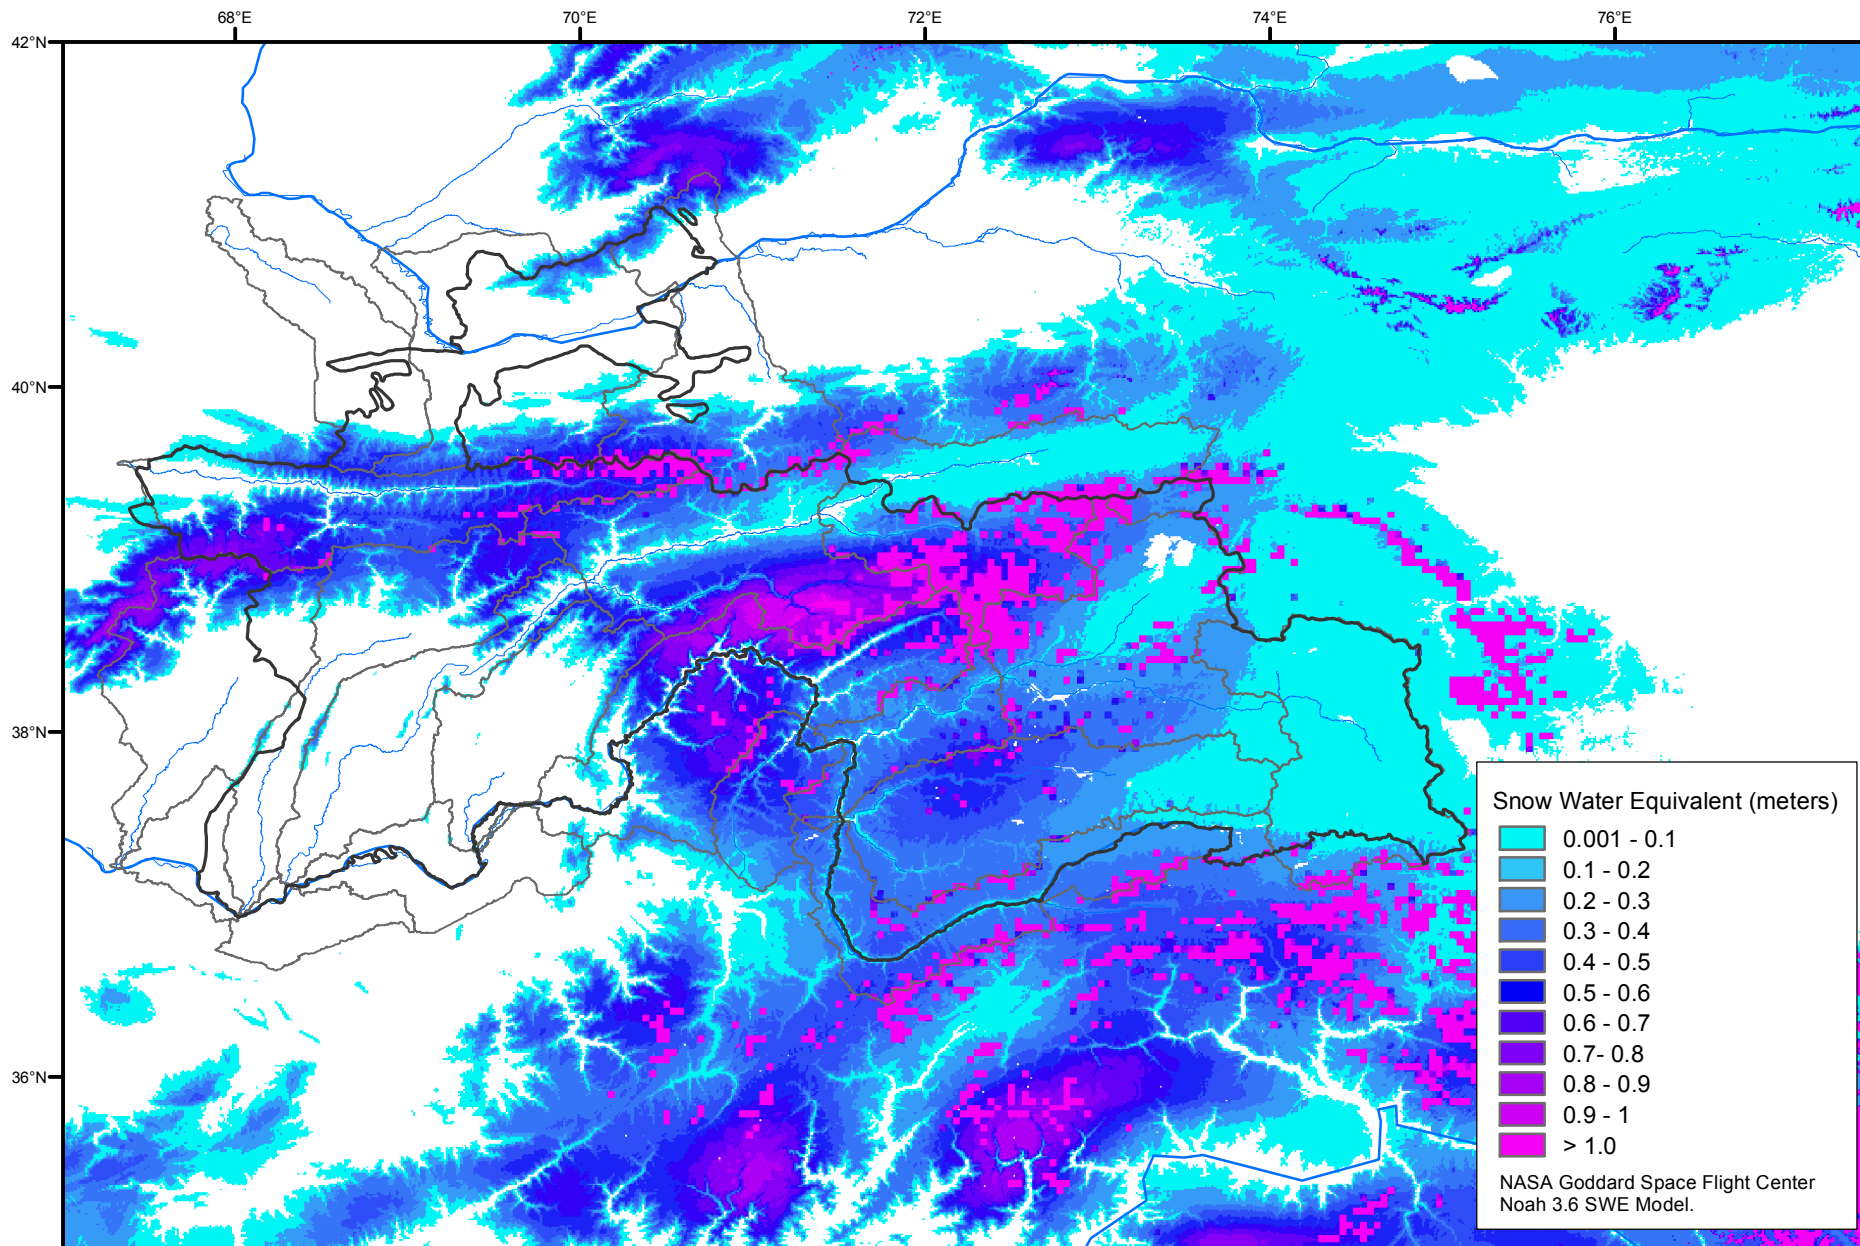 68°E
70°E
72°E
74°E
76°E
42°N
40°N
38°N
36°N
Snow Water Equivalent (meters)
0.001 - 0.1
0.1 - 0.2
0.2 - 0.3
0.3 - 0.4
0.4 - 0.5
0.5 - 0.6
0.6 - 0.7
0.7- 0.8
0.8 - 0.9
0.9 - 1
> 1.0
NASA Goddard Space Flight Center
Noah 3.6 SWE Model.